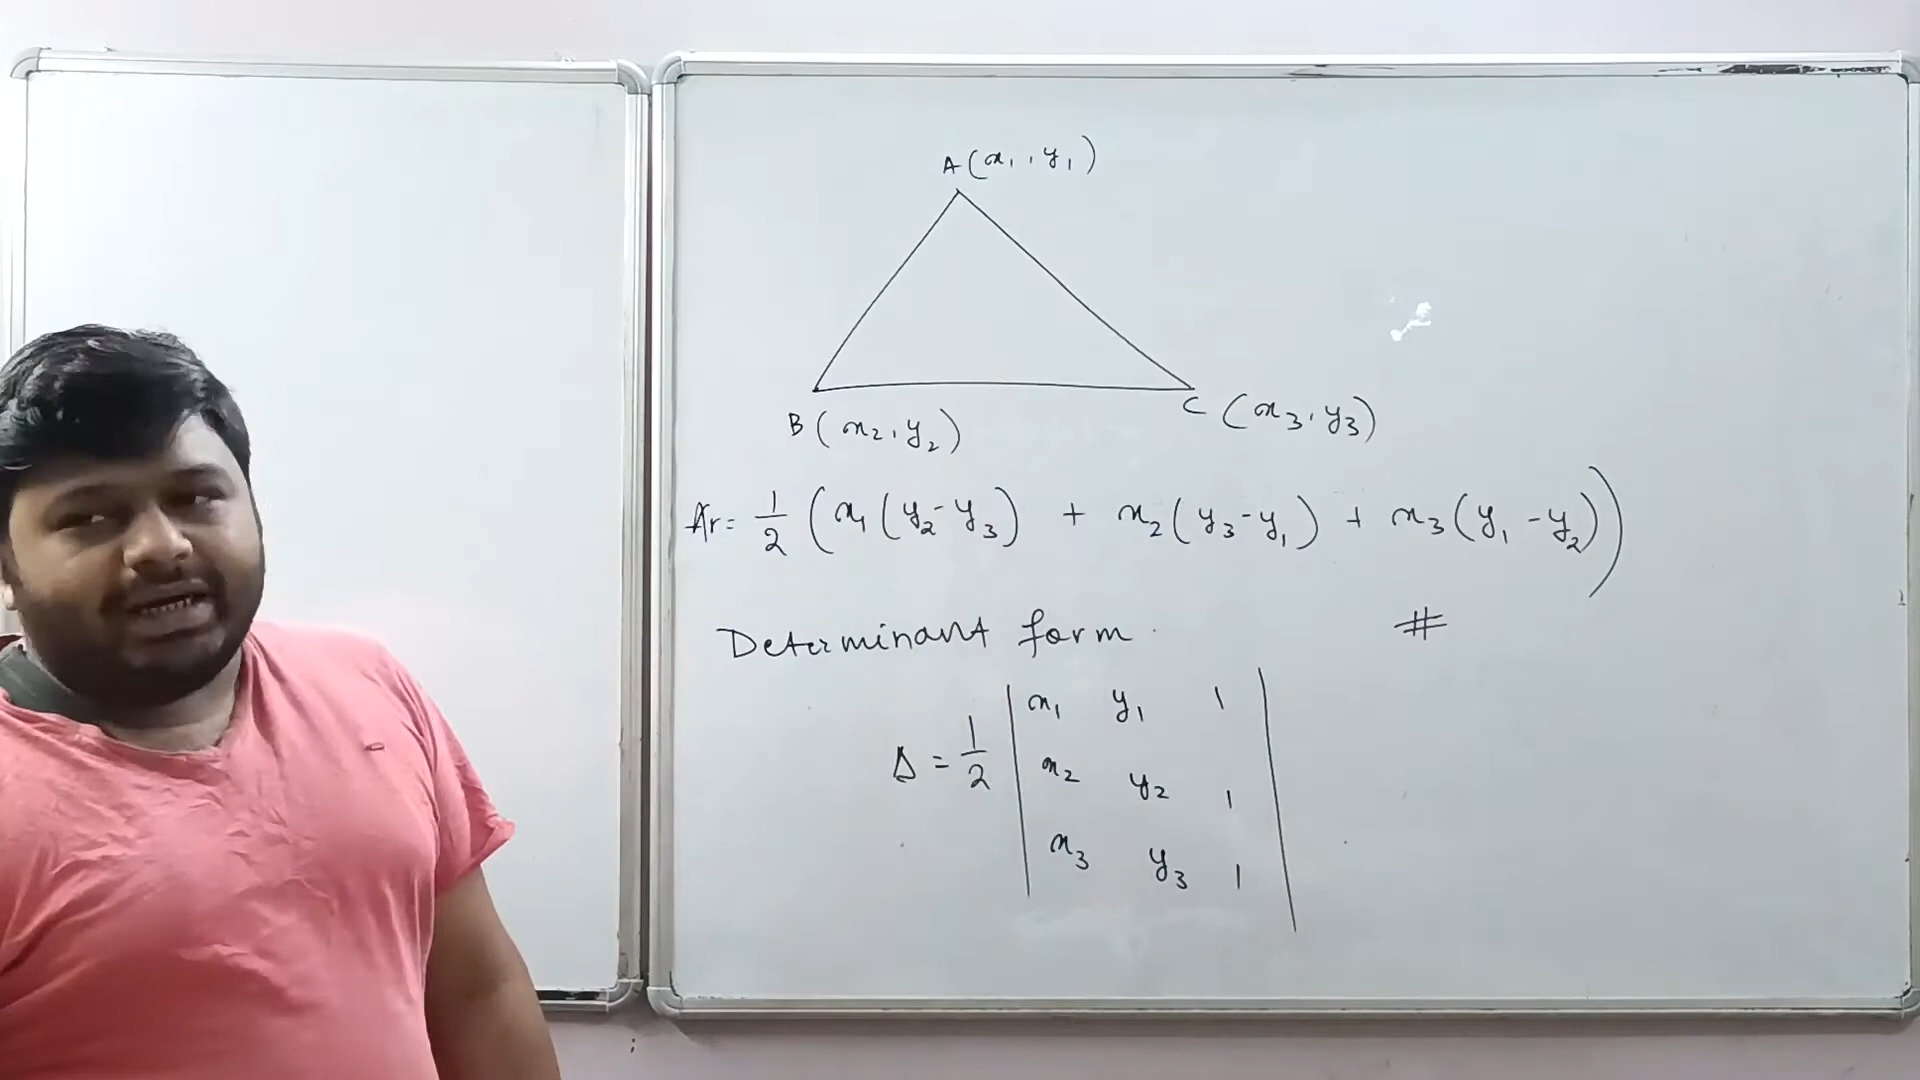 A(x₁, y₁)
B(x₂, y₂)
C(x₃, y₃)
Ar = 1/2 (x₁(y₂-y₃) + x₂(y₃-y₁) + x₃(y₁-y₂))
Determinant form. #
Δ = 1/2 | x₁ y₁ 1 |
| x₂ y₂ 1 |
| x₃ y₃ 1 |